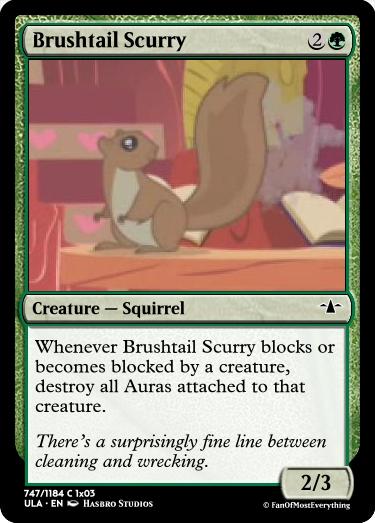 Brushtail Scurry 2
Creature — Squirrel
Whenever Brushtail Scurry blocks or
becomes blocked by a creature,
destroy all Auras attached to that
creature.
There's a surprisingly fine line between
cleaning and wrecking.
2/3
747/1184 C 1x03
ULA • EN Hasbro Studios © FanOfMostEverything